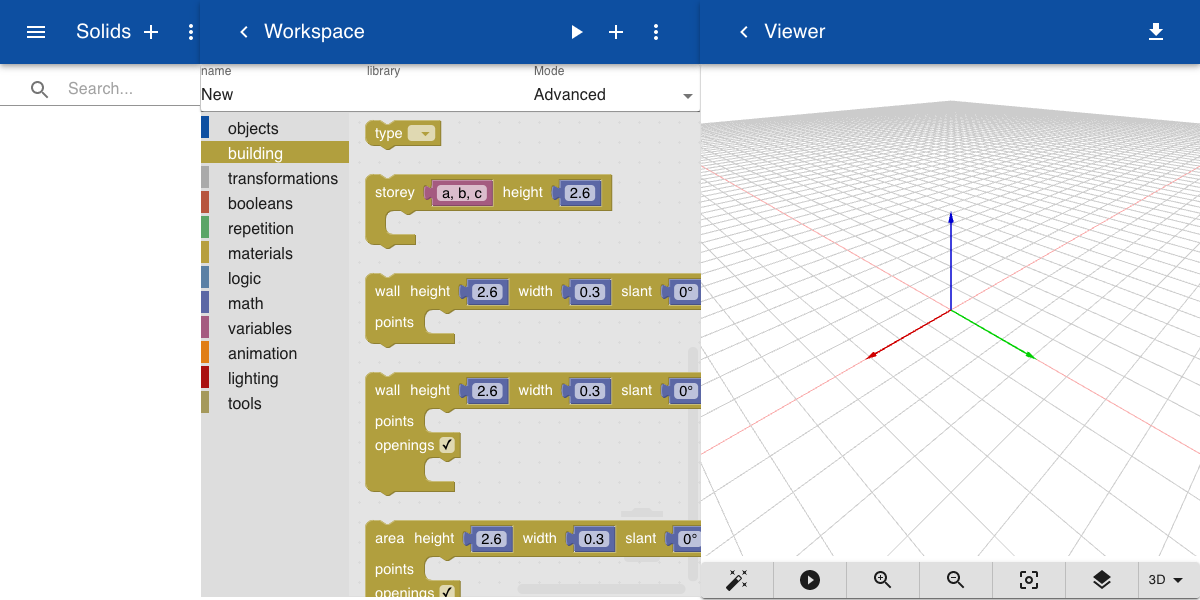 Solids
Workspace
Viewer
Search...
name
library
Mode
New
Advanced
objects
building
transformations
booleans
repetition
materials
logic
math
variables
animation
lighting
tools
type
storey a, b, c height 2.6
wall height 2.6 width 0.3 slant 0°
points
wall height 2.6 width 0.3 slant 0°
points
openings ✓
area height 2.6 width 0.3 slant 0°
points
openings ✓
3D